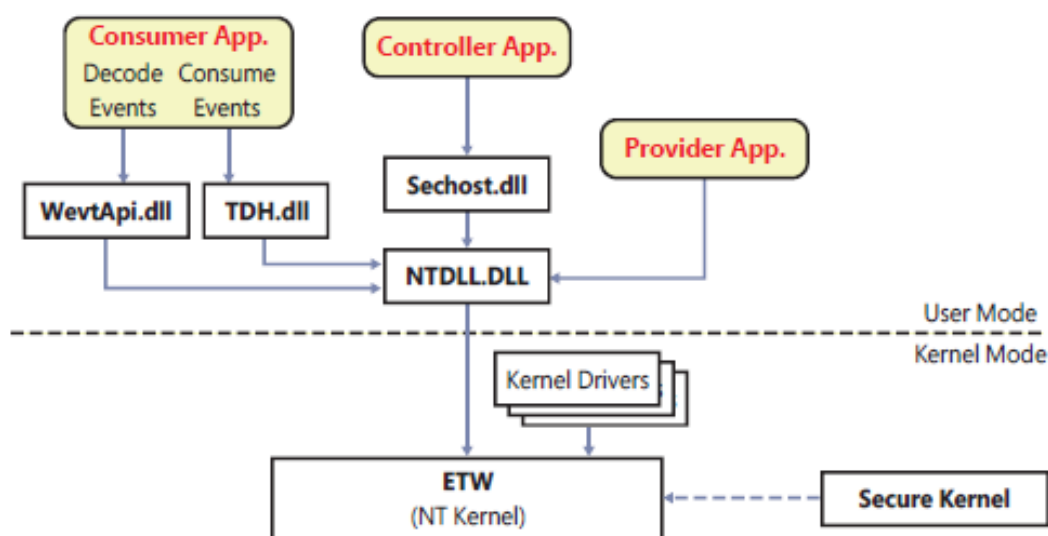 Consumer App.
Decode Consume
Events Events
Controller App.
Provider App.
WevtApi.dll
TDH.dll
Sechost.dll
NTDLL.DLL
User Mode
Kernel Mode
Kernel Drivers
ETW
(NT Kernel)
Secure Kernel